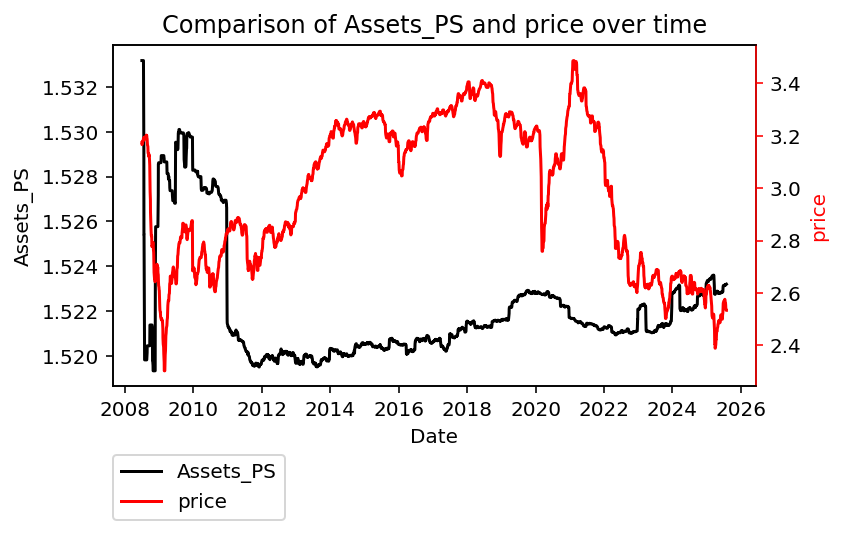 Comparison of Assets_PS and price over time
Assets_PS
1.532
1.530
1.528
1.526
1.524
1.522
1.520
3.4
3.2
3.0
2.8
2.6
2.4
price
2008 2010 2012 2014 2016 2018 2020 2022 2024 2026
Date
Assets_PS
price